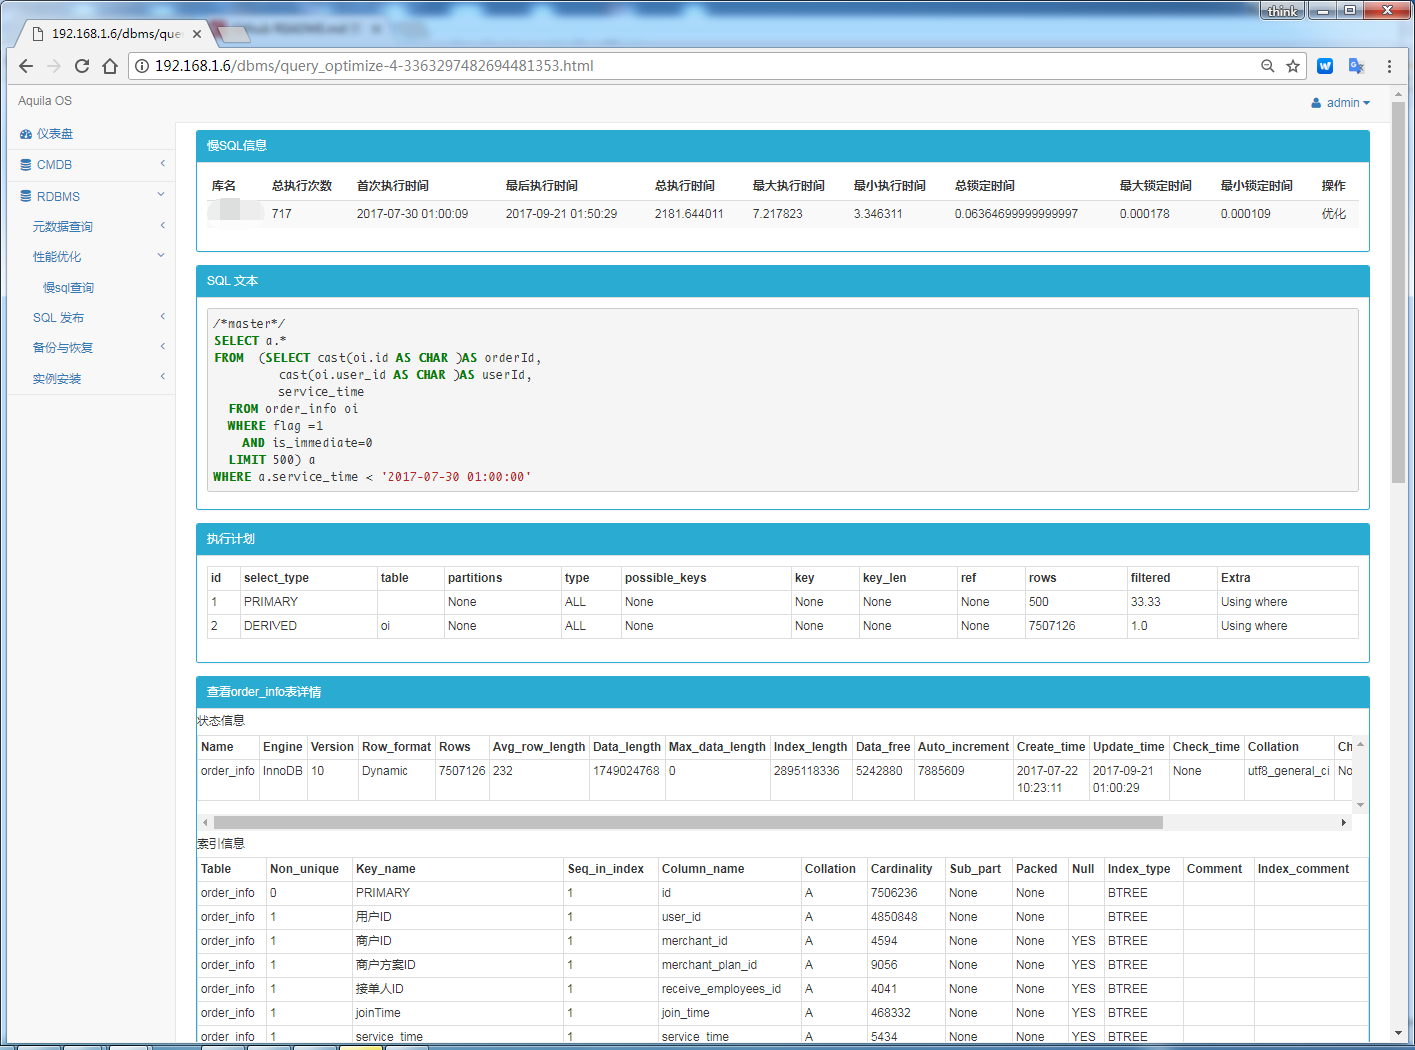 think
192.168.1.6/dbms/que
192.168.1.6/dbms/query_optimize-4-3363297482694481353.html
Aquila OS
admin
仪表盘
CMDB
RDBMS
元数据查询
性能优化
慢sql查询
SQL 发布
备份与恢复
实例安装
慢SQL信息
库名 总执行次数 首次执行时间 最后执行时间 总执行时间 最大执行时间 最小执行时间 总锁定时间 最大锁定时间 最小锁定时间 操作
717 2017-07-30 01:00:09 2017-09-21 01:50:29 2181.644011 7.217823 3.346311 0.06364699999999997 0.000178 0.000109 优化
SQL 文本
/*master*/
SELECT a.*
FROM (SELECT cast(oi.id AS CHAR )AS orderId,
cast(oi.user_id AS CHAR )AS userId,
service_time
FROM order_info oi
WHERE flag =1
AND is_immediate=0
LIMIT 500) a
WHERE a.service_time < '2017-07-30 01:00:00'
执行计划
id select_type table partitions type possible_keys key key_len ref rows filtered Extra
1 PRIMARY None ALL None None None None 500 33.33 Using where
2 DERIVED oi None ALL None None None None 7507126 1.0 Using where
查看order_info表详情
状态信息
Name Engine Version Row_format Rows Avg_row_length Data_length Max_data_length Index_length Data_free Auto_increment Create_time Update_time Check_time Collation Ch
order_info InnoDB 10 Dynamic 7507126 232 1749024768 0 2895118336 5242880 7885609 2017-07-22 10:23:11 2017-09-21 01:00:29 None utf8_general_ci No
索引信息
Table Non_unique Key_name Seq_in_index Column_name Collation Cardinality Sub_part Packed Null Index_type Comment Index_comment
order_info 0 PRIMARY 1 id A 7506236 None None BTREE
order_info 1 用户ID 1 user_id A 4850848 None None BTREE
order_info 1 商户ID 1 merchant_id A 4594 None None YES BTREE
order_info 1 商户方案ID 1 merchant_plan_id A 9056 None None YES BTREE
order_info 1 接单人ID 1 receive_employees_id A 4041 None None YES BTREE
order_info 1 joinTime 1 join_time A 468332 None None YES BTREE
order_info 1 service_time 1 service_time A 5434 None None YES BTREE